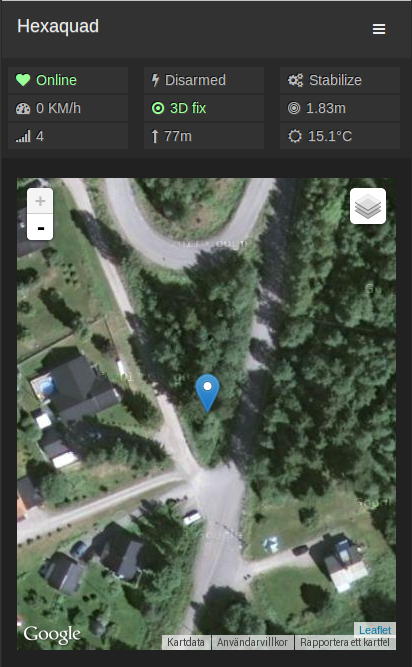 Hexaquad
Online Disarmed Stabilize
0 KM/h 3D fix 1.83m
4 77m 15.1°C
+
-
Google
Leaflet
Kartdata Användarvillkor Rapportera ett kartfel